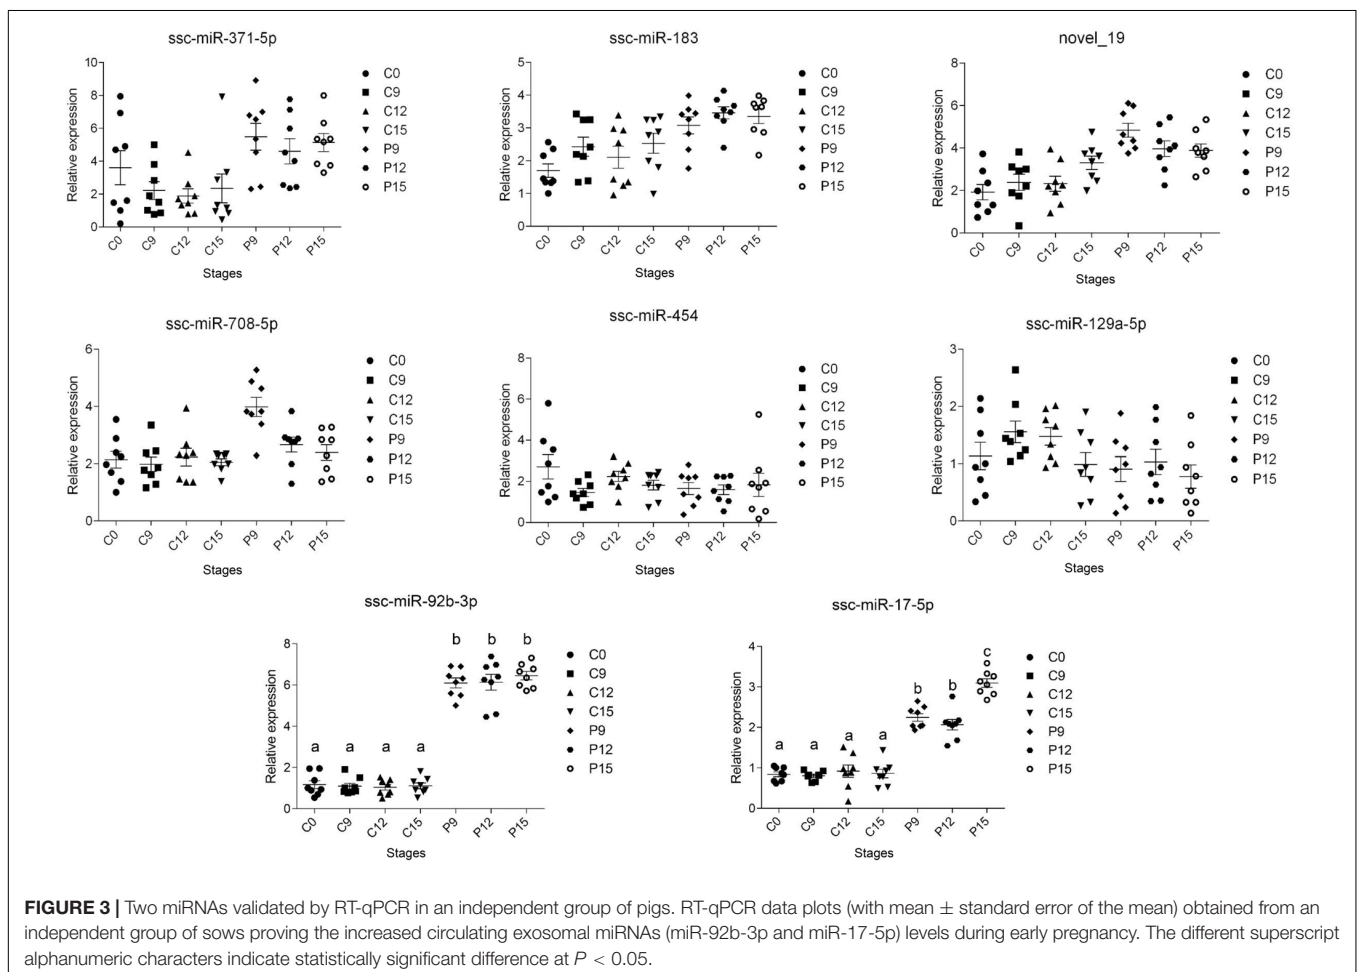 ssc-miR-371-5p
Relative expression
10
8
6
4
2
0
C0 C9 C12 C15 P9 P12 P15
Stages
C0
C9
C12
C15
P9
P12
P15
ssc-miR-183
Relative expression
5
4
3
2
1
0
C0 C9 C12 C15 P9 P12 P15
Stages
C0
C9
C12
C15
P9
P12
P15
novel_19
Relative expression
8
6
4
2
0
C0 C9 C12 C15 P9 P12 P15
Stages
C0
C9
C12
C15
P9
P12
P15
ssc-miR-708-5p
Relative expression
6
4
2
0
C0 C9 C12 C15 P9 P12 P15
Stages
C0
C9
C12
C15
P9
P12
P15
ssc-miR-454
Relative expression
8
6
4
2
0
C0 C9 C12 C15 P9 P12 P15
Stages
C0
C9
C12
C15
P9
P12
P15
ssc-miR-129a-5p
Relative expression
3
2
1
0
C0 C9 C12 C15 P9 P12 P15
Stages
C0
C9
C12
C15
P9
P12
P15
ssc-miR-92b-3p
Relative expression
8
6
4
2
0
a a a a b b b
C0 C9 C12 C15 P9 P12 P15
Stages
C0
C9
C12
C15
P9
P12
P15
ssc-miR-17-5p
Relative expression
4
3
2
1
0
a a a a b b c
C0 C9 C12 C15 P9 P12 P15
Stages
C0
C9
C12
C15
P9
P12
P15
FIGURE 3 | Two miRNAs validated by RT-qPCR in an independent group of pigs. RT-qPCR data plots (with mean ± standard error of the mean) obtained from an
independent group of sows proving the increased circulating exosomal miRNAs (miR-92b-3p and miR-17-5p) levels during early pregnancy. The different superscript
alphanumeric characters indicate statistically significant difference at P < 0.05.